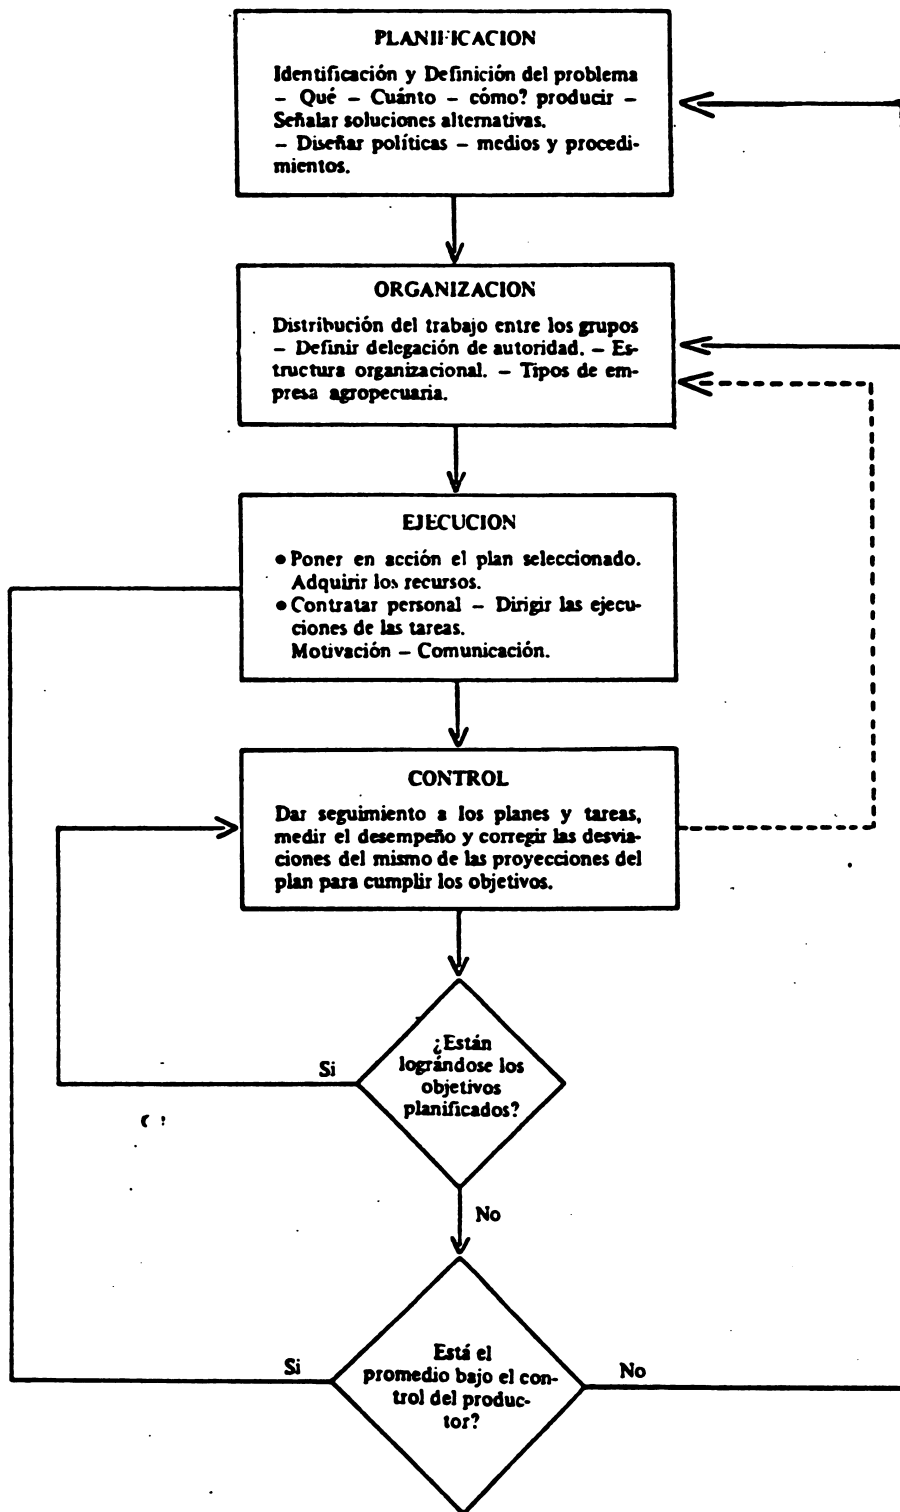 PLANIFICACION
Identificación y Definición del problema
– Qué – Cuánto – cómo? producir –
Señalar soluciones alternativas.
– Diseñar políticas – medios y procedi-
mientos.
ORGANIZACION
Distribución del trabajo entre los grupos
– Definir delegación de autoridad. – Es-
tructura organizacional. – Tipos de em-
presa agropecuaria.
EJECUCION
● Poner en acción el plan seleccionado.
Adquirir los recursos.
● Contratar personal – Dirigir las ejecu-
ciones de las tareas.
Motivación – Comunicación.
CONTROL
Dar seguimiento a los planes y tareas,
medir el desempeño y corregir las desvia-
ciones del mismo de las proyecciones del
plan para cumplir los objetivos.
¿Están
lográndose los
objetivos
planificados?
Si
No
Está el
promedio bajo el con-
trol del produc-
tor?
Si
No